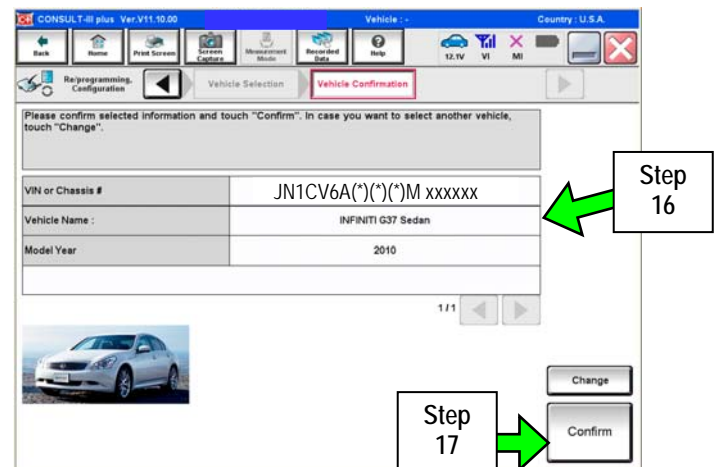 CONSULT-III plus Ver.V11.10.00 Vehicle : - Country : U.S.A.
Back Home Print Screen Screen Capture Measurement Mode Recorded Data Help 12.1V VI MI
Re/programming, Configuration Vehicle Selection Vehicle Confirmation
Please confirm selected information and touch "Confirm". In case you want to select another vehicle,
touch "Change".
VIN or Chassis # JN1CV6A(*)(*)(*)M xxxxxx
Step
16
Vehicle Name : INFINITI G37 Sedan
Model Year 2010
1/1
Change
Step
17
Confirm